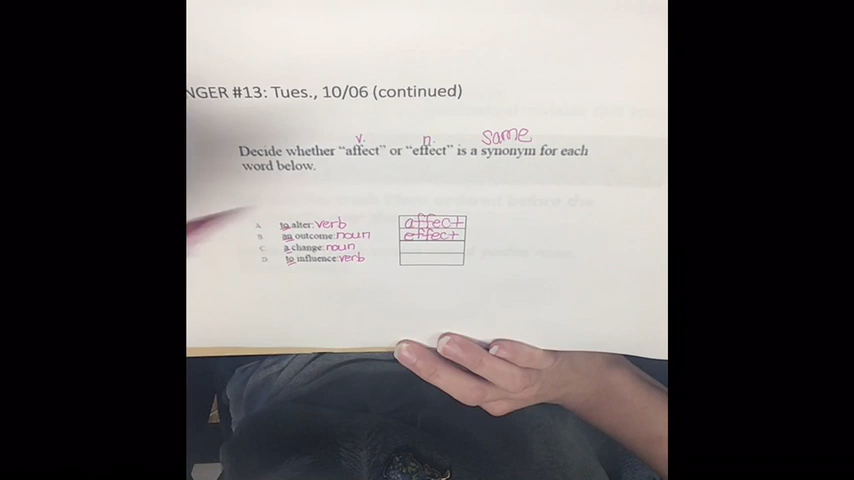 NGER #13: Tues., 10/06 (continued)
v. n. same
Decide whether "affect" or "effect" is a synonym for each
word below.
A. to alter: verb affect
B. an outcome: noun effect
C. a change: noun
D. to influence: verb